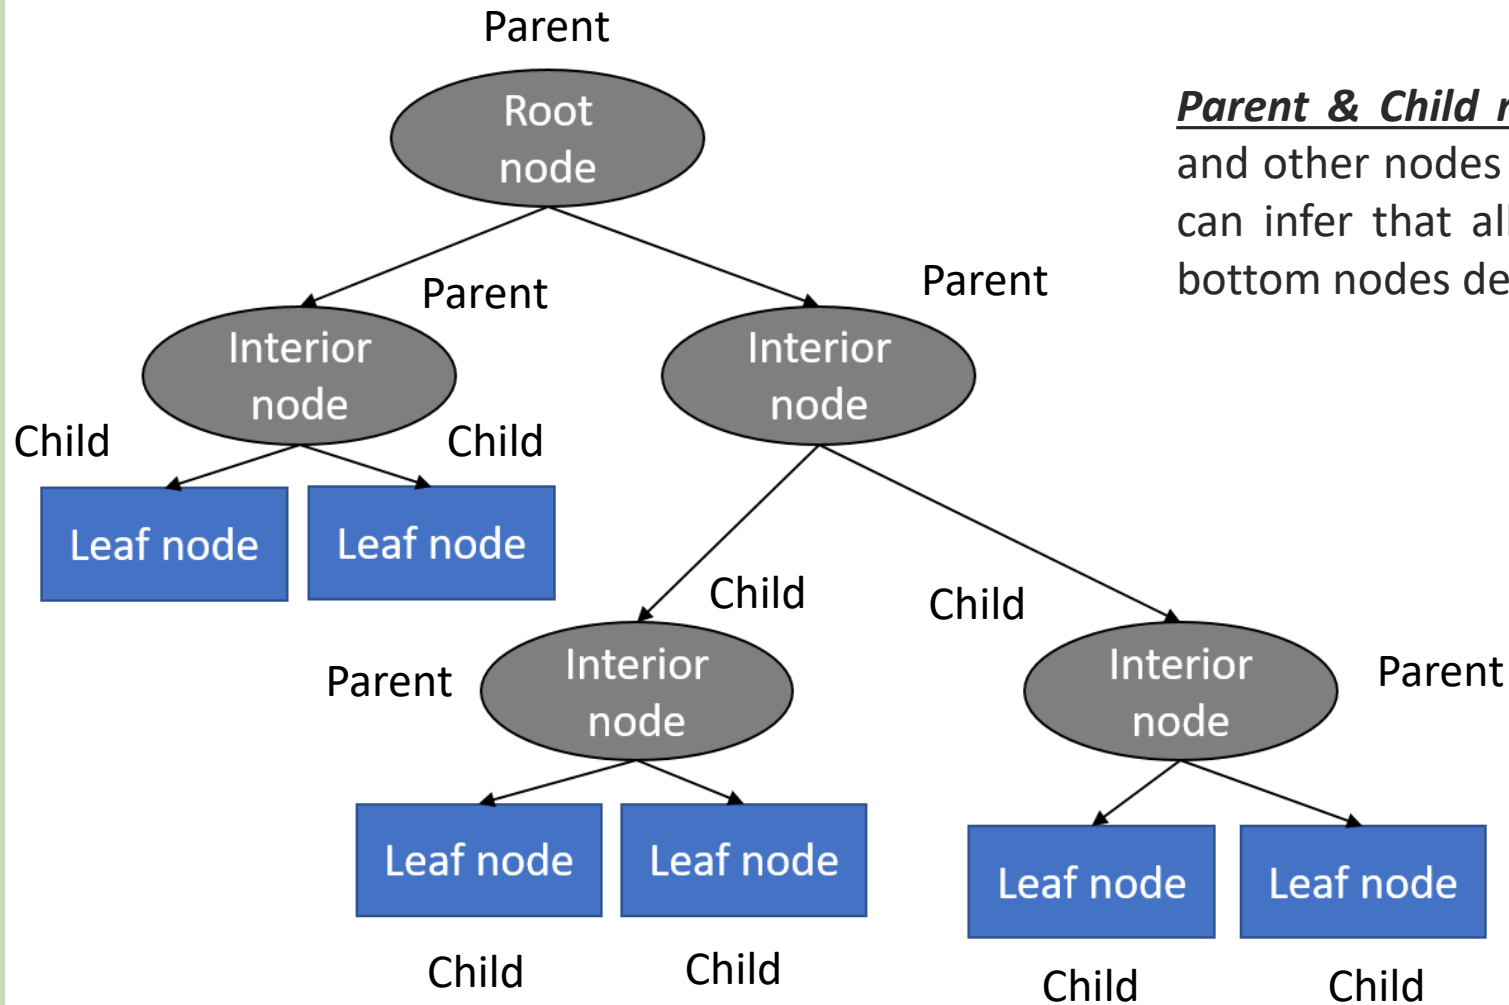 Parent
Root
node
Parent & Child
and other nodes
can infer that
bottom nodes
Parent
Parent
Interior
node
Interior
node
Child
Child
Leaf node
Leaf node
Child
Child
Parent
Interior
node
Interior
node
Parent
Leaf node
Leaf node
Leaf node
Leaf node
Child
Child
Child
Child